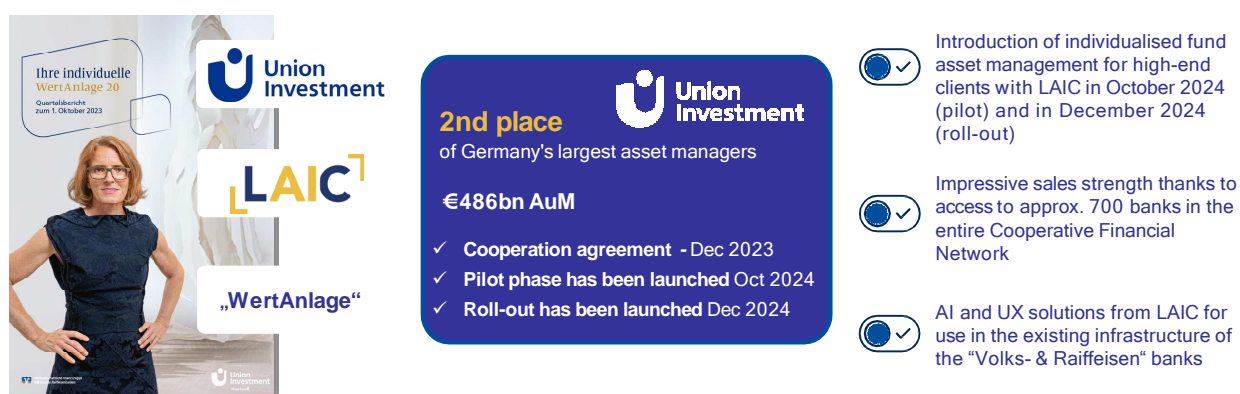 Ihre individuelle
WertAnlage 20
Quartalsbericht
zum 1. Oktober 2023
Union
Investment
LAIC
„WertAnlage“
Union
Investment
Union
Investment
2nd place
of Germany's largest asset managers
€486bn AuM
✓ Cooperation agreement - Dec 2023
✓ Pilot phase has been launched Oct 2024
✓ Roll-out has been launched Dec 2024
Introduction of individualised fund
asset management for high-end
clients with LAIC in October 2024
(pilot) and in December 2024
(roll-out)
Impressive sales strength thanks to
access to approx. 700 banks in the
entire Cooperative Financial
Network
AI and UX solutions from LAIC for
use in the existing infrastructure of
the “Volks- & Raiffeisen“ banks